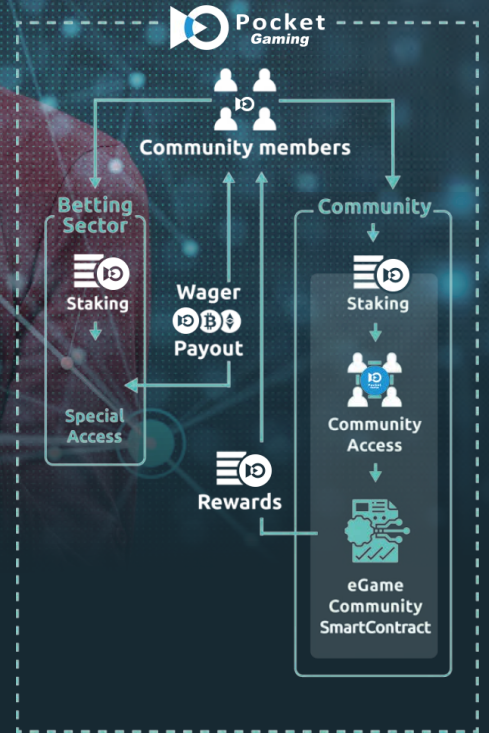 Pocket
Gaming
Community members
Betting
Sector
Staking
Special
Access
Wager
Payout
Rewards
Community
Staking
Community
Access
eGame
Community
SmartContract